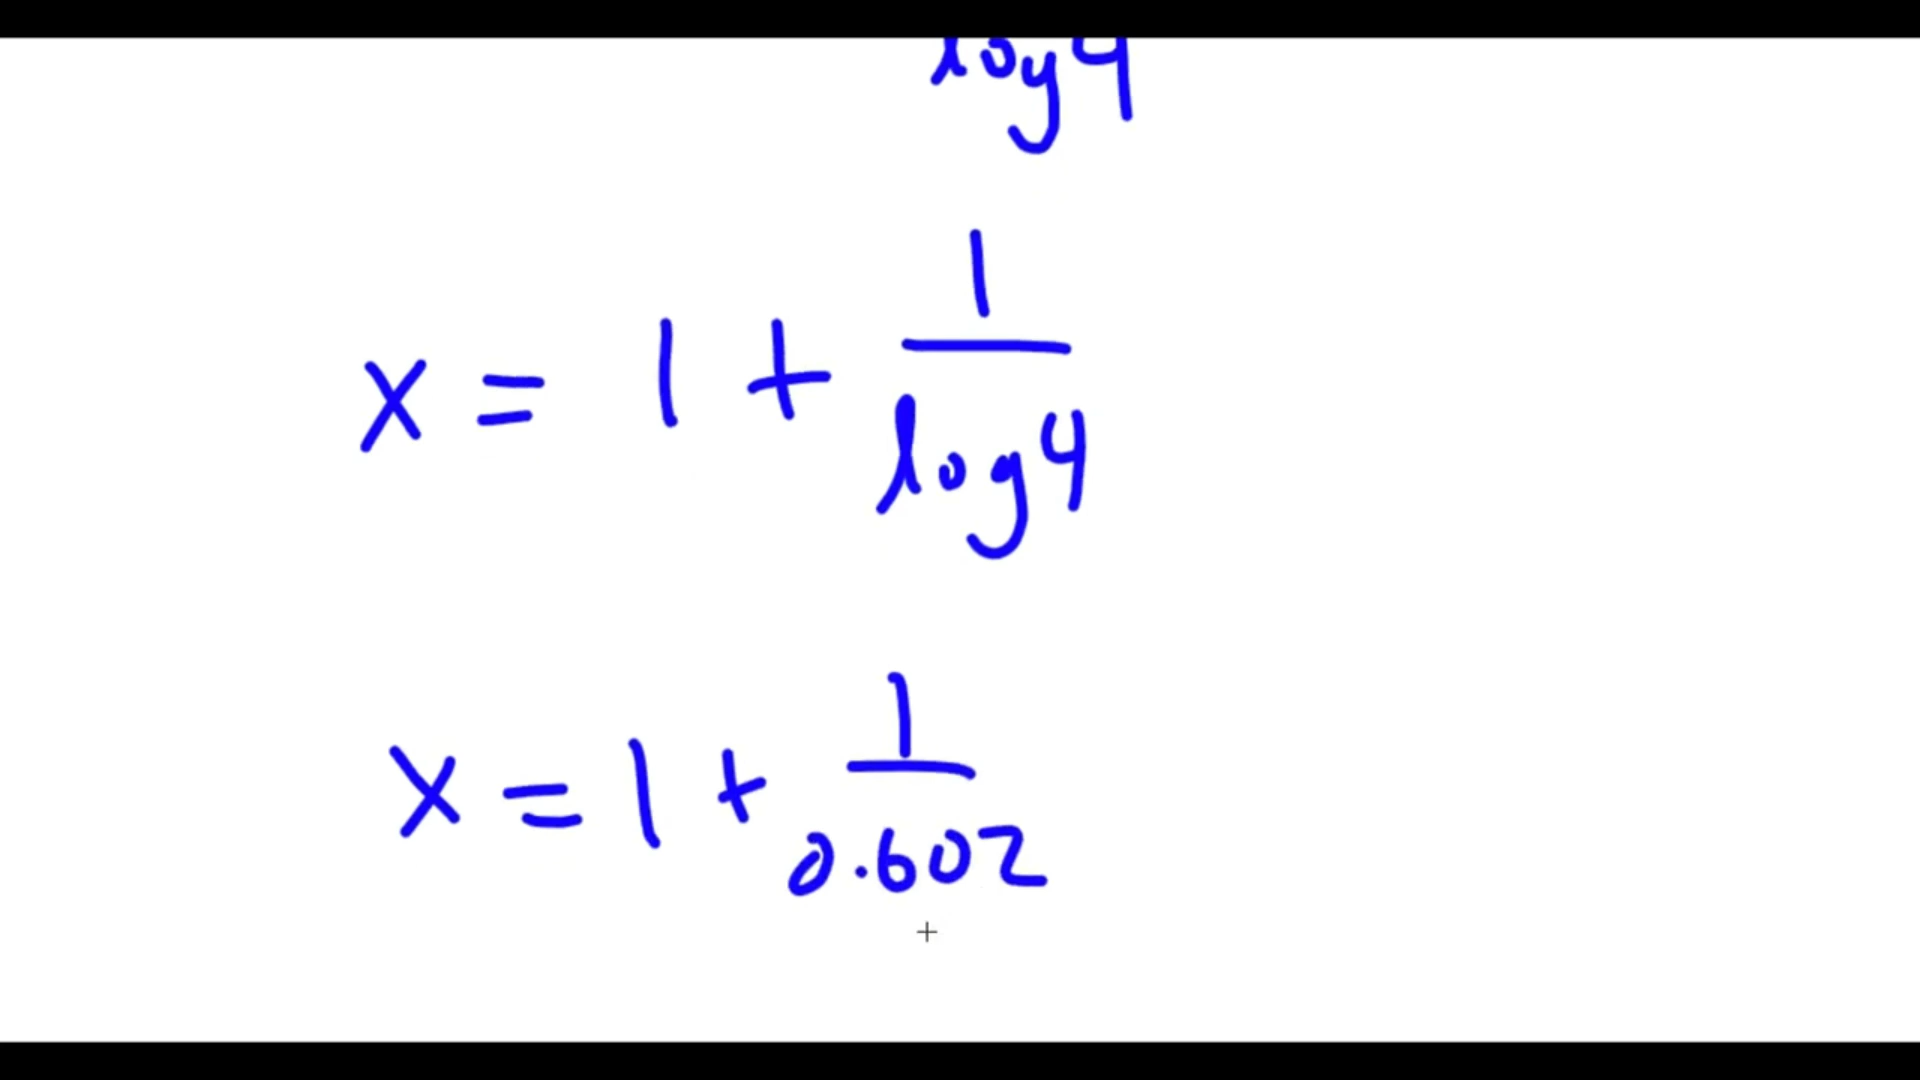 log4
x = 1 + 1/log4
x = 1 + 1/0.602